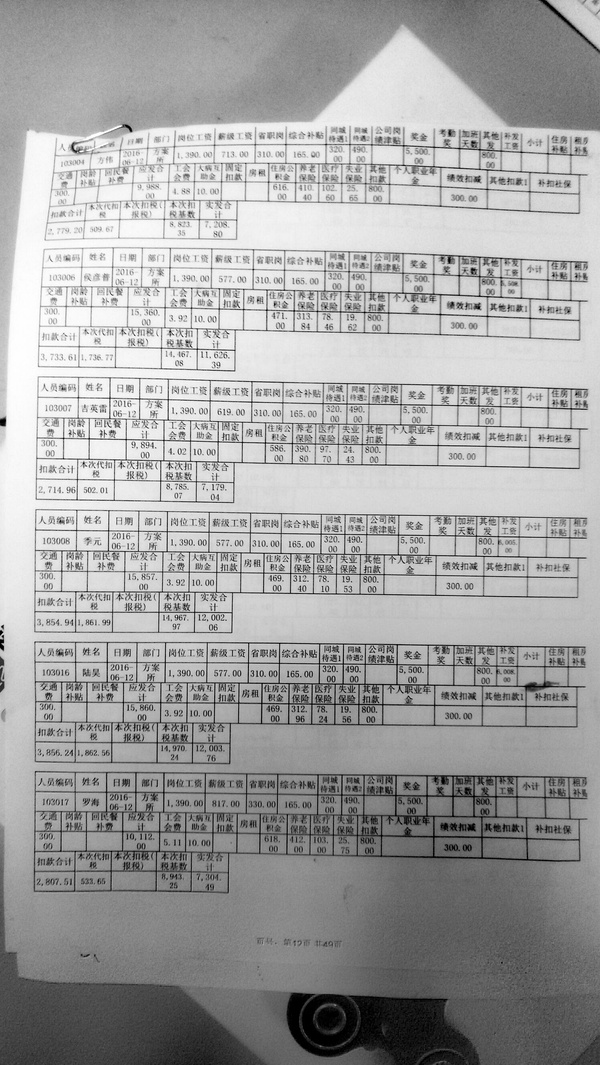 人员编码 姓名 日期 部门 岗位工资 薪级工资 省职岗 综合补贴 同城待遇1 同城待遇2 公司岗绩津贴 奖金 考勤奖 加班天数 其他发 补发工资 小计 住房补贴
103004 方伟 2016-06-12 方案所 1,390.00 713.00 310.00 165.00 320.00 490.00 5,500.00 800.00
交通费 岗龄补贴 回民餐补费 应发合计 工会会费 大病互助金 固定扣款 房租 住房公积金 养老保险 医疗保险 失业保险 其他扣款 个人职业年金 绩效扣减 其他扣款1 补扣社保
300.00 9,988.00 4.88 10.00 616.00 410.40 102.60 25.65 800.00 300.00
扣款合计 本次代扣税 本次扣税(报税) 本次扣税基数 实发合计
2,779.20 509.67 8,823.35 7,208.80
人员编码 姓名 日期 部门 岗位工资 薪级工资 省职岗 综合补贴 同城待遇1 同城待遇2 公司岗绩津贴 奖金 考勤奖 加班天数 其他发 补发工资 小计 住房补贴
103006 侯彦普 2016-06-12 方案所 1,390.00 577.00 310.00 165.00 320.00 490.00 5,500.00 800.00
交通费 岗龄补贴 回民餐补费 应发合计 工会会费 大病互助金 固定扣款 房租 住房公积金 养老保险 医疗保险 失业保险 其他扣款 个人职业年金 绩效扣减 其他扣款1 补扣社保
300.00 15,360.00 3.92 10.00 471.00 313.84 78.46 19.62 800.00 300.00
扣款合计 本次代扣税 本次扣税(报税) 本次扣税基数 实发合计
3,733.61 1,736.77 14,467.08 11,626.39
人员编码 姓名 日期 部门 岗位工资 薪级工资 省职岗 综合补贴 同城待遇1 同城待遇2 公司岗绩津贴 奖金 考勤奖 加班天数 其他发 补发工资 小计 住房补贴
103007 吉英雷 2016-06-12 方案所 1,390.00 619.00 310.00 165.00 320.00 490.00 5,500.00 800.00
交通费 岗龄补贴 回民餐补费 应发合计 工会会费 大病互助金 固定扣款 房租 住房公积金 养老保险 医疗保险 失业保险 其他扣款 个人职业年金 绩效扣减 其他扣款1 补扣社保
300.00 9,894.00 4.02 10.00 586.00 390.80 97.70 24.43 800.00 300.00
扣款合计 本次代扣税 本次扣税(报税) 本次扣税基数 实发合计
2,714.96 502.01 8,785.07 7,179.04
人员编码 姓名 日期 部门 岗位工资 薪级工资 省职岗 综合补贴 同城待遇1 同城待遇2 公司岗绩津贴 奖金 考勤奖 加班天数 其他发 补发工资 小计 住房补贴
103008 季元 2016-06-12 方案所 1,390.00 577.00 310.00 165.00 320.00 490.00 5,500.00 800.00 6,005.00
交通费 岗龄补贴 回民餐补费 应发合计 工会会费 大病互助金 固定扣款 房租 住房公积金 养老保险 医疗保险 失业保险 其他扣款 个人职业年金 绩效扣减 其他扣款1 补扣社保
300.00 15,857.00 3.92 10.00 469.00 312.40 78.10 19.53 800.00 300.00
扣款合计 本次代扣税 本次扣税(报税) 本次扣税基数 实发合计
3,854.94 1,861.99 14,967.97 12,002.06
人员编码 姓名 日期 部门 岗位工资 薪级工资 省职岗 综合补贴 同城待遇1 同城待遇2 公司岗绩津贴 奖金 考勤奖 加班天数 其他发 补发工资 小计 住房补贴
103016 陆昊 2016-06-12 方案所 1,390.00 577.00 310.00 165.00 320.00 490.00 5,500.00 800.00 6,008.00
交通费 岗龄补贴 回民餐补费 应发合计 工会会费 大病互助金 固定扣款 房租 住房公积金 养老保险 医疗保险 失业保险 其他扣款 个人职业年金 绩效扣减 其他扣款1 补扣社保
300.00 15,860.00 3.92 10.00 469.00 312.96 78.24 19.56 800.00 300.00
扣款合计 本次代扣税 本次扣税(报税) 本次扣税基数 实发合计
3,856.24 1,862.56 14,970.24 12,003.76
人员编码 姓名 日期 部门 岗位工资 薪级工资 省职岗 综合补贴 同城待遇1 同城待遇2 公司岗绩津贴 奖金 考勤奖 加班天数 其他发 补发工资 小计 住房补贴
103017 罗海 2016-06-12 方案所 1,390.00 817.00 330.00 165.00 320.00 490.00 5,500.00 800.00
交通费 岗龄补贴 回民餐补费 应发合计 工会会费 大病互助金 固定扣款 房租 住房公积金 养老保险 医疗保险 失业保险 其他扣款 个人职业年金 绩效扣减 其他扣款1 补扣社保
300.00 10,112.00 5.11 10.00 618.00 412.00 103.00 25.75 800.00 300.00
扣款合计 本次代扣税 本次扣税(报税) 本次扣税基数 实发合计
2,807.51 533.65 8,943.25 7,304.49
页号: 第12页 共49页